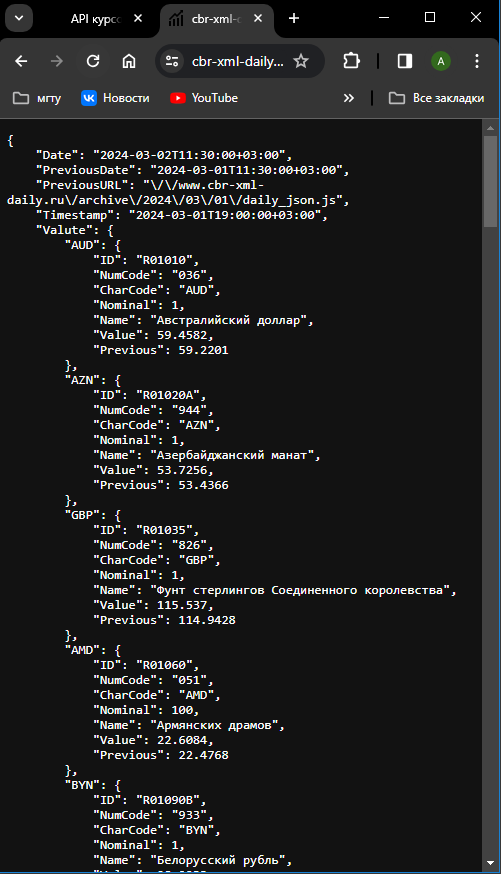 API курсо
cbr-xml-d
cbr-xml-daily...
A
мгту
Новости
YouTube
Все закладки
{
"Date": "2024-03-02T11:30:00+03:00",
"PreviousDate": "2024-03-01T11:30:00+03:00",
"PreviousURL": "\/\/www.cbr-xml-
daily.ru\/archive\/2024\/03\/01\/daily_json.js",
"Timestamp": "2024-03-01T19:00:00+03:00",
"Valute": {
"AUD": {
"ID": "R01010",
"NumCode": "036",
"CharCode": "AUD",
"Nominal": 1,
"Name": "Австралийский доллар",
"Value": 59.4582,
"Previous": 59.2201
},
"AZN": {
"ID": "R01020A",
"NumCode": "944",
"CharCode": "AZN",
"Nominal": 1,
"Name": "Азербайджанский манат",
"Value": 53.7256,
"Previous": 53.4366
},
"GBP": {
"ID": "R01035",
"NumCode": "826",
"CharCode": "GBP",
"Nominal": 1,
"Name": "Фунт стерлингов Соединенного королевства",
"Value": 115.537,
"Previous": 114.9428
},
"AMD": {
"ID": "R01060",
"NumCode": "051",
"CharCode": "AMD",
"Nominal": 100,
"Name": "Армянских драмов",
"Value": 22.6084,
"Previous": 22.4768
},
"BYN": {
"ID": "R01090B",
"NumCode": "933",
"CharCode": "BYN",
"Nominal": 1,
"Name": "Белорусский рубль",